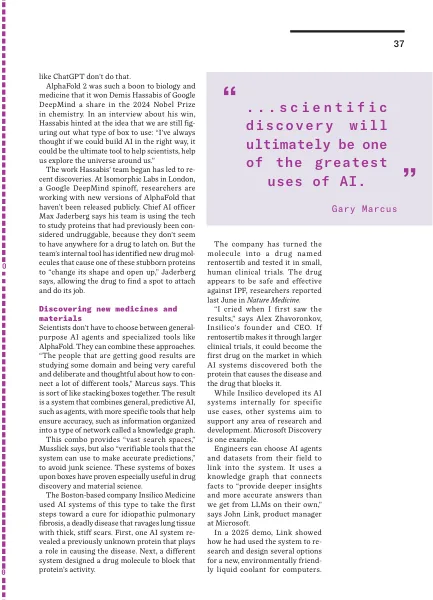 37
like ChatGPT don't do that.
AlphaFold 2 was such a boon to biology and
medicine that it won Demis Hassabis of Google
DeepMind a share in the 2024 Nobel Prize
in chemistry. In an interview about his win,
Hassabis hinted at the idea that we are still fig-
uring out what type of box to use: "I've always
thought if we could build AI in the right way, it
could be the ultimate tool to help scientists, help
us explore the universe around us."
The work Hassabis' team began has led to re-
cent discoveries. At Isomorphic Labs in London,
a Google DeepMind spinoff, researchers are
working with new versions of AlphaFold that
haven't been released publicly. Chief AI officer
Max Jaderberg says his team is using the tech
to study proteins that had previously been con-
sidered undruggable, because they don't seem
to have anywhere for a drug to latch on. But the
team's internal tool has identified new drug mol-
ecules that cause one of these stubborn proteins
to "change its shape and open up," Jaderberg
says, allowing the drug to find a spot to attach
and do its job.
Discovering new medicines and
materials
Scientists don't have to choose between general-
purpose AI agents and specialized tools like
AlphaFold. They can combine these approaches.
"The people that are getting good results are
studying some domain and being very careful
and deliberate and thoughtful about how to con-
nect a lot of different tools," Marcus says. This
is sort of like stacking boxes together. The result
is a system that combines general, predictive AI,
such as agents, with more specific tools that help
ensure accuracy, such as information organized
into a type of network called a knowledge graph.
This combo provides "vast search spaces,"
Musslick says, but also "verifiable tools that the
system can use to make accurate predictions,"
to avoid junk science. These systems of boxes
upon boxes have proven especially useful in drug
discovery and material science.
The Boston-based company Insilico Medicine
used AI systems of this type to take the first
steps toward a cure for idiopathic pulmonary
fibrosis, a deadly disease that ravages lung tissue
with thick, stiff scars. First, one AI system re-
vealed a previously unknown protein that plays
a role in causing the disease. Next, a different
system designed a drug molecule to block that
protein's activity.
“
...scientific
discovery will
ultimately be one
of the greatest
uses of AI.
”
Gary Marcus
The company has turned the
molecule into a drug named
rentosertib and tested it in small,
human clinical trials. The drug
appears to be safe and effective
against IPF, researchers reported
last June in Nature Medicine.
"I cried when I first saw the
results," says Alex Zhavoronkov,
Insilico's founder and CEO. If
rentosertib makes it through larger
clinical trials, it could become the
first drug on the market in which
AI systems discovered both the
protein that causes the disease and
the drug that blocks it.
While Insilico developed its AI
systems internally for specific
use cases, other systems aim to
support any area of research and
development. Microsoft Discovery
is one example.
Engineers can choose AI agents
and datasets from their field to
link into the system. It uses a
knowledge graph that connects
facts to "provide deeper insights
and more accurate answers than
we get from LLMs on their own,"
says John Link, product manager
at Microsoft.
In a 2025 demo, Link showed
how he had used the system to re-
search and design several options
for a new, environmentally friend-
ly liquid coolant for computers.